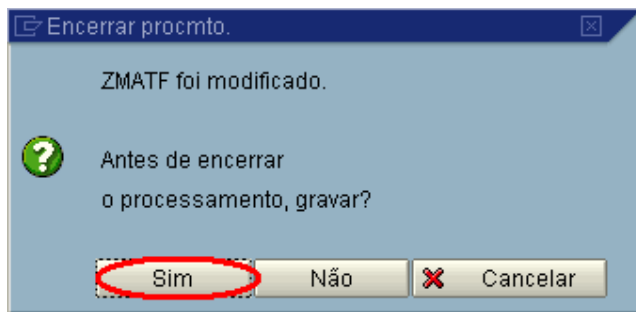 Encerrar procmto.
ZMATF foi modificado.
Antes de encerrar
o processamento, gravar?
Sim Não Cancelar